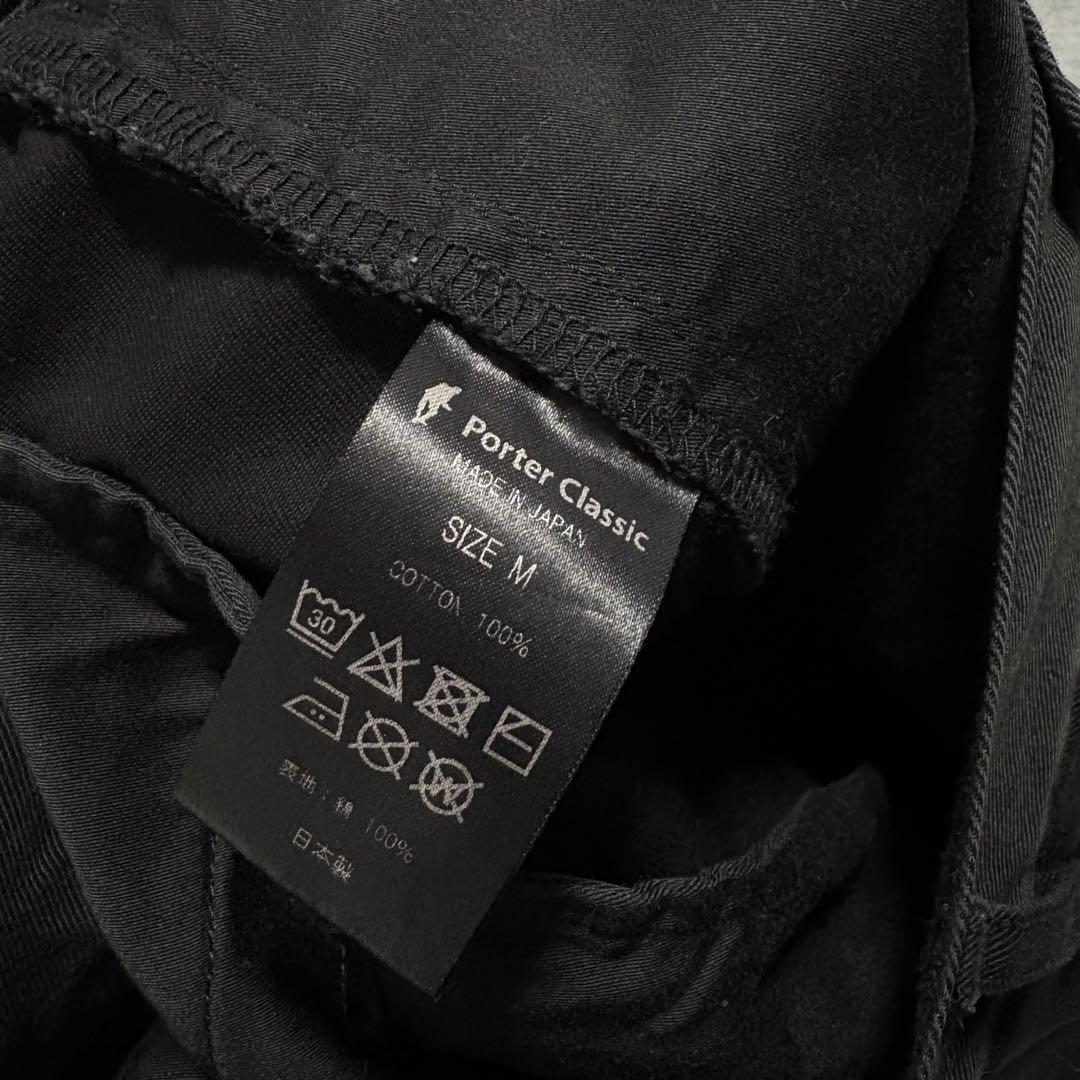 Porter Classic
MADE IN JAPAN
SIZE M
COTTON 100%
30
W
表地：綿 100%
日本製